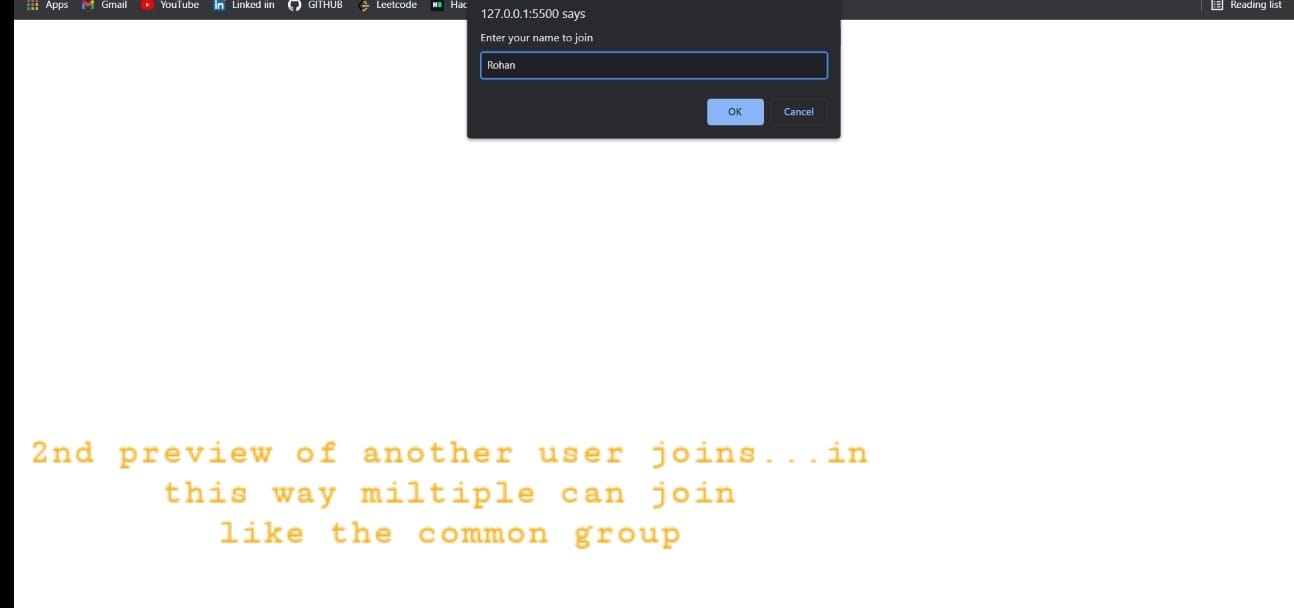 Apps Gmail YouTube Linked iin GITHUB Leetcode Hac Reading list
127.0.0.1:5500 says
Enter your name to join
Rohan
OK Cancel
2nd preview of another user joins...in
this way miltiple can join
like the common group